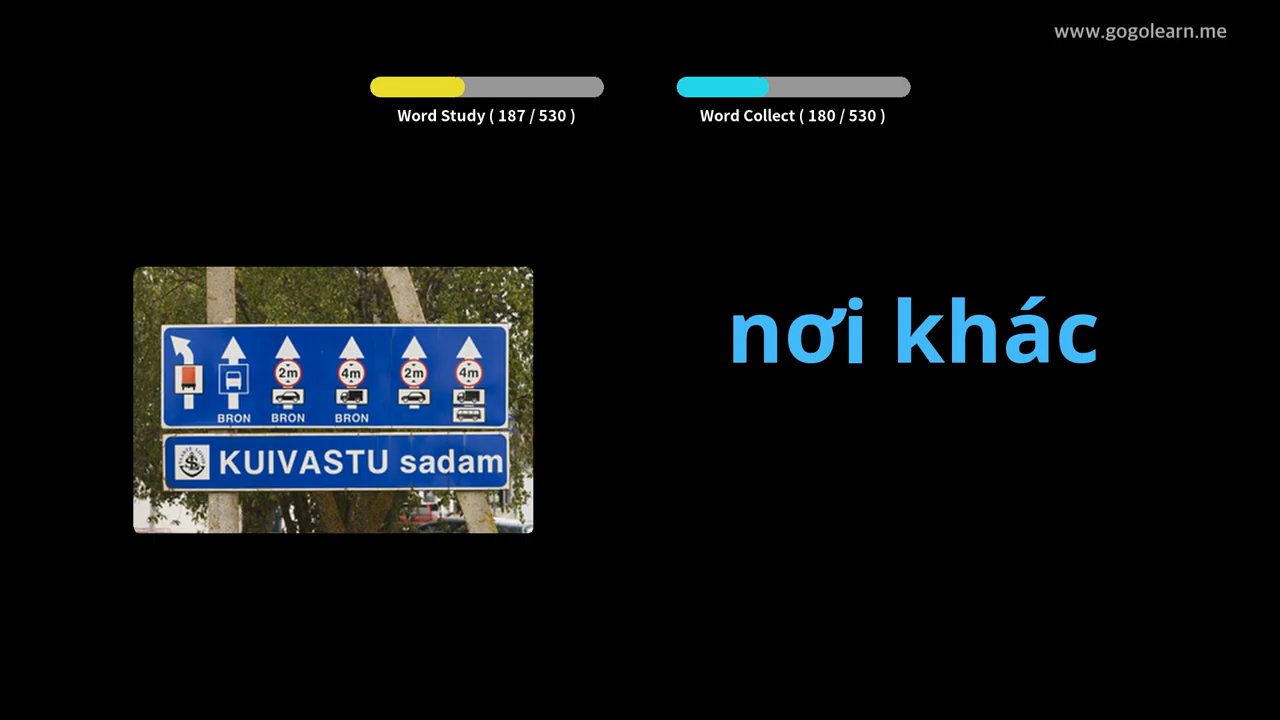 www.gogolearn.me
Word Study ( 187 / 530 )
Word Collect ( 180 / 530 )
nơi khác
2m 4m 2m 4m
BRON BRON BRON
KUIVASTU sadam